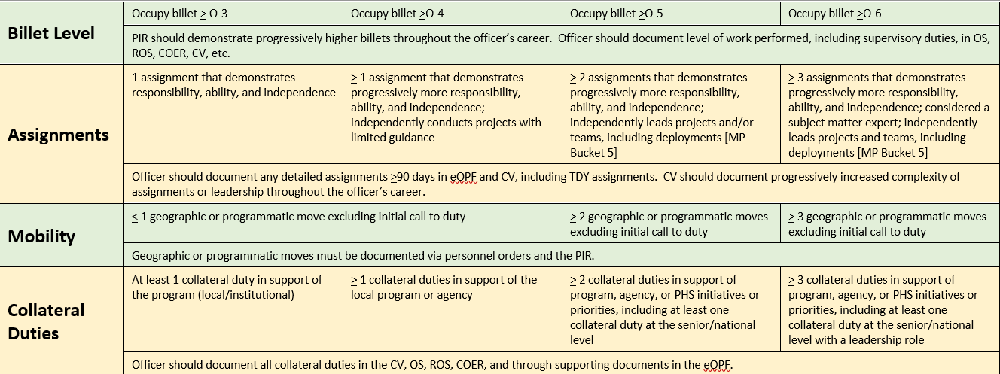 Billet Level
Occupy billet ≥ O-3
Occupy billet ≥O-4
Occupy billet ≥O-5
Occupy billet ≥O-6
PIR should demonstrate progressively higher billets throughout the officer’s career.  Officer should document level of work performed, including supervisory duties, in OS,
ROS, COER, CV, etc.
Assignments
1 assignment that demonstrates
responsibility, ability, and independence
≥ 1 assignment that demonstrates
progressively more responsibility,
ability, and independence;
independently conducts projects with
limited guidance
≥ 2 assignments that demonstrates
progressively more responsibility,
ability, and independence;
independently leads projects and/or
teams, including deployments [MP
Bucket 5]
≥ 3 assignments that demonstrates
progressively more responsibility,
ability, and independence; considered a
subject matter expert; independently
leads projects and teams, including
deployments [MP Bucket 5]
Officer should document any detailed assignments ≥90 days in eOPF and CV, including TDY assignments.  CV should document progressively increased complexity of
assignments or leadership throughout the officer’s career.
Mobility
≤ 1 geographic or programmatic move excluding initial call to duty
≥ 2 geographic or programmatic moves
excluding initial call to duty
≥ 3 geographic or programmatic moves
excluding initial call to duty
Geographic or programmatic moves must be documented via personnel orders and the PIR.
Collateral
Duties
At least 1 collateral duty in support of
the program (local/institutional)
≥ 1 collateral duties in support of the
local program or agency
≥ 2 collateral duties in support of
program, agency, or PHS initiatives or
priorities, including at least one
collateral duty at the senior/national
level
≥ 3 collateral duties in support of
program, agency, or PHS initiatives or
priorities, including at least one
collateral duty at the senior/national
level with a leadership role
Officer should document all collateral duties in the CV, OS, ROS, COER, and through supporting documents in the eOPF.